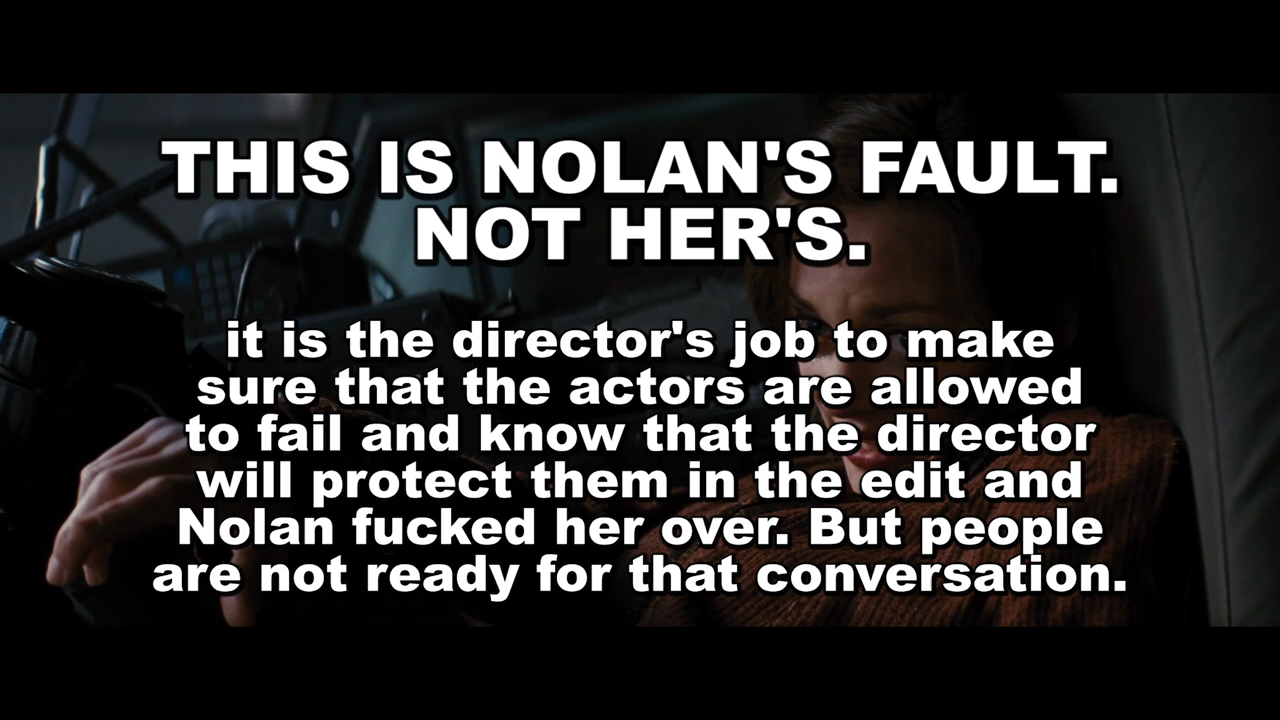 THIS IS NOLAN'S FAULT.
NOT HER'S.
it is the director's job to make
sure that the actors are allowed
to fail and know that the director
will protect them in the edit and
Nolan fucked her over. But people
are not ready for that conversation.